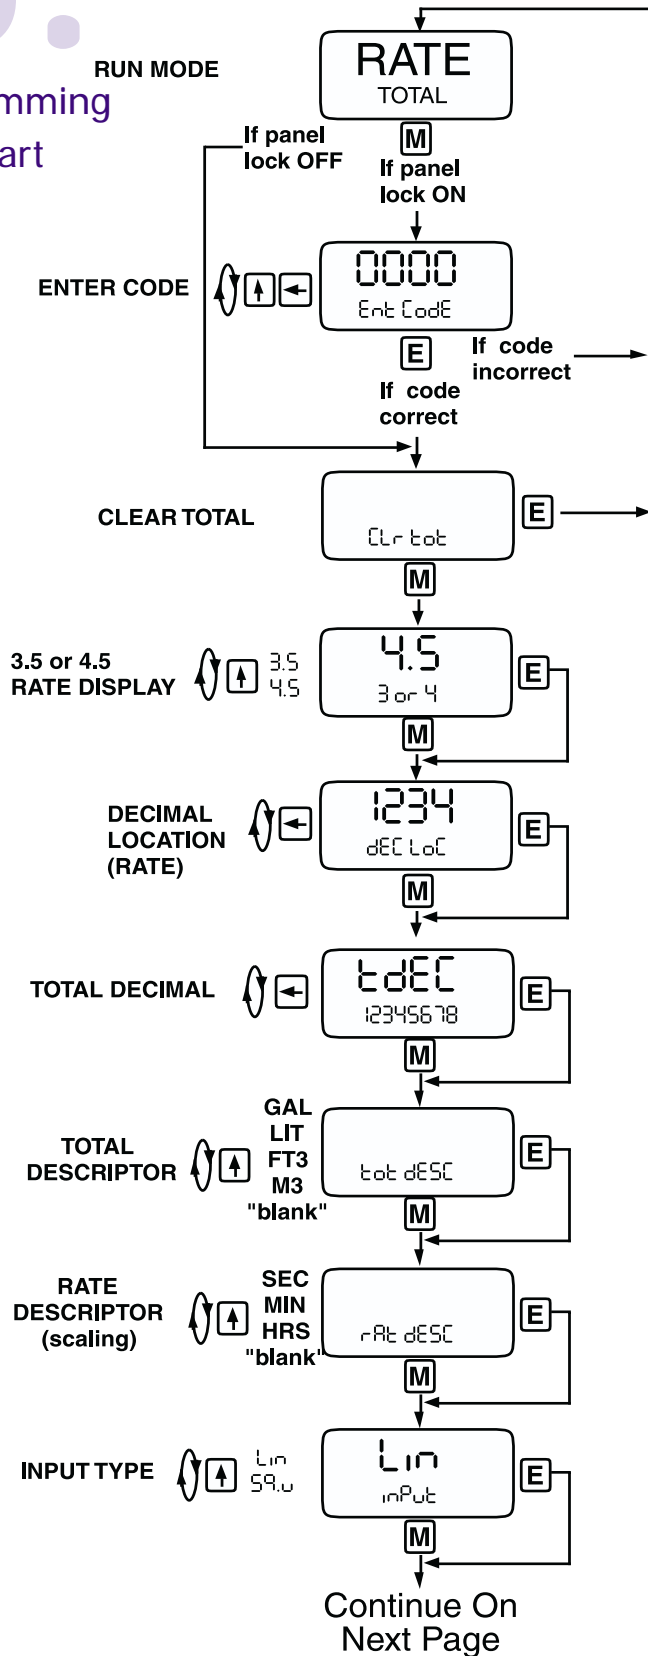 RUN MODE
RATE
TOTAL
mming
art
M
If panel
lock OFF
If panel
lock ON
ENTER CODE
0000
Ent CodE
E
If code
incorrect
If code
correct
CLEAR TOTAL
CLr tot
E
M
3.5 or 4.5
RATE DISPLAY
3.5
4.5
4.5
3 or 4
E
M
DECIMAL
LOCATION
(RATE)
1234
dEC LoC
E
M
TOTAL DECIMAL
tdEC
12345678
E
M
TOTAL
DESCRIPTOR
GAL
LIT
FT3
M3
"blank"
tot dESC
E
M
RATE
DESCRIPTOR
(scaling)
SEC
MIN
HRS
"blank"
rAt dESC
E
M
INPUT TYPE
Lin
Sq.u
Lin
inPut
E
M
Continue On
Next Page